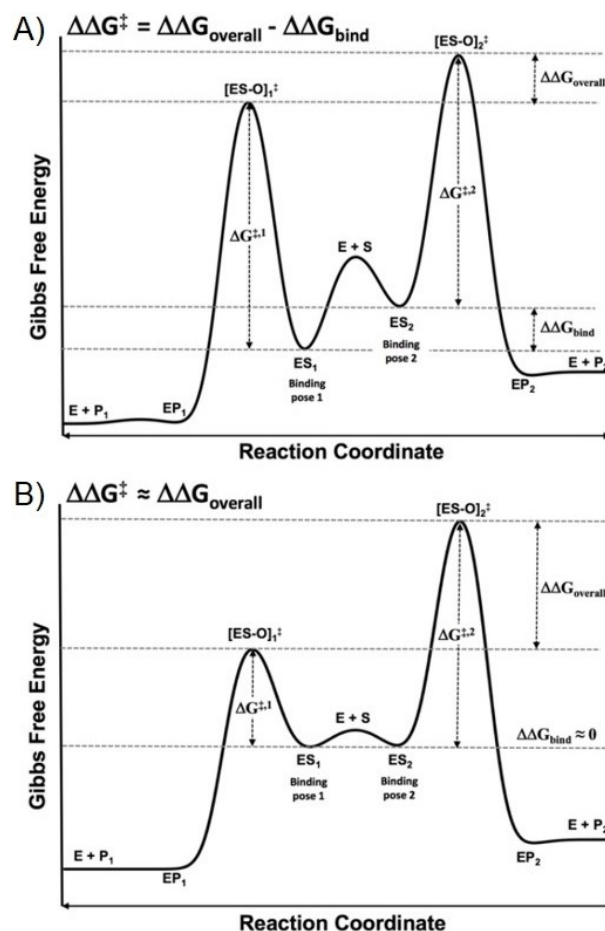 A) ΔΔG‡ = ΔΔGoverall - ΔΔGbind
[ES-O]2‡
[ES-O]1‡
ΔΔGoverall
ΔG‡,1
ΔG‡,2
E + S
ES1
Binding
pose 1
ES2
Binding
pose 2
ΔΔGbind
E + P1
EP1
EP2
E + P2
Gibbs Free Energy
Reaction Coordinate
B) ΔΔG‡ ≈ ΔΔGoverall
[ES-O]2‡
[ES-O]1‡
ΔΔGoverall
ΔG‡,1
ΔG‡,2
E + S
ES1
Binding
pose 1
ES2
Binding
pose 2
ΔΔGbind ≈ 0
E + P1
EP1
EP2
E + P2
Gibbs Free Energy
Reaction Coordinate